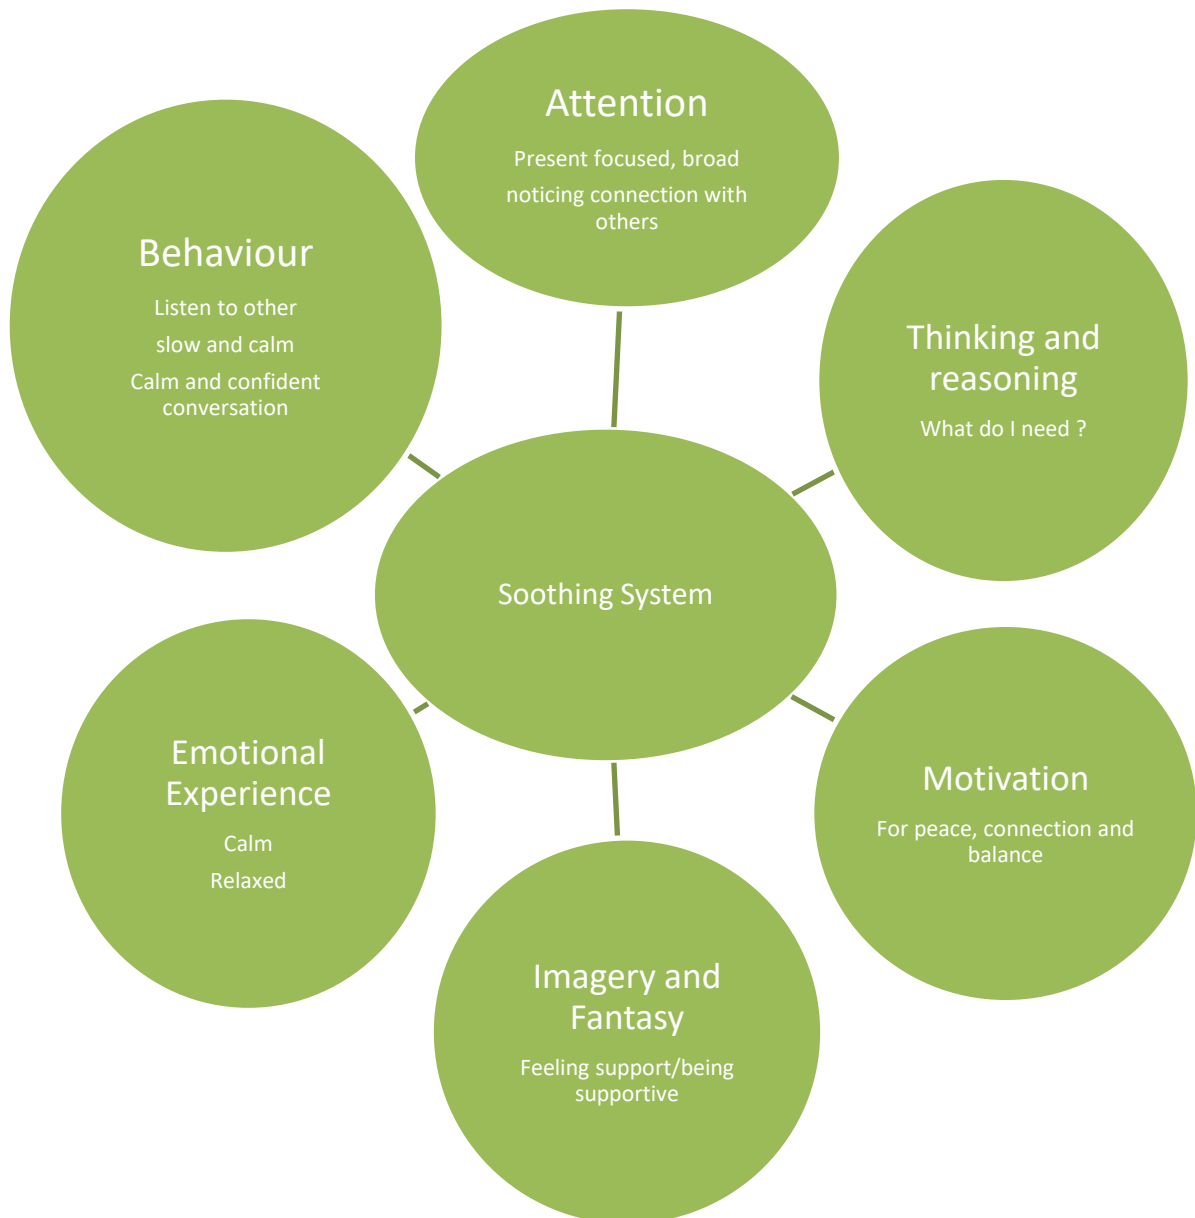 Attention
Present focused, broad
noticing connection with
others
Thinking and
reasoning
What do I need ?
Motivation
For peace, connection and
balance
Imagery and
Fantasy
Feeling support/being
supportive
Emotional
Experience
Calm
Relaxed
Behaviour
Listen to other
slow and calm
Calm and confident
conversation
Soothing System